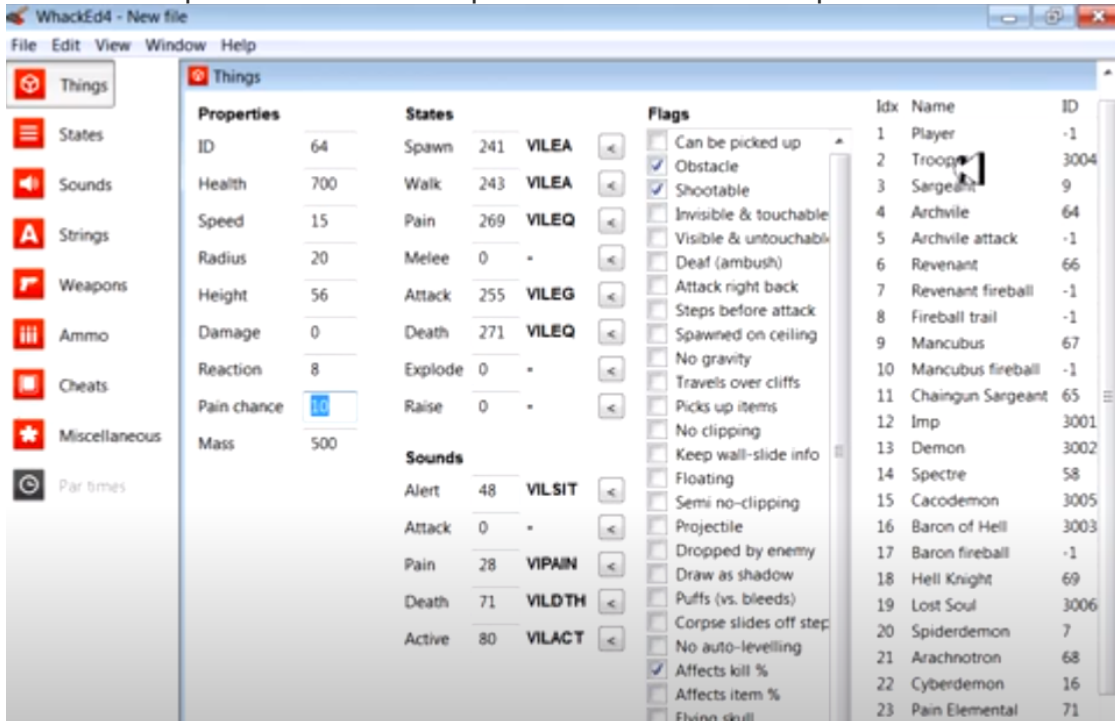 WhackEd4 - New file
File Edit View Window Help
Things
States
Sounds
Strings
Weapons
Ammo
Cheats
Miscellaneous
Par times
Things
Properties
ID 64
Health 700
Speed 15
Radius 20
Height 56
Damage 0
Reaction 8
Pain chance 10
Mass 500
States
Spawn 241 VILEA <
Walk 243 VILEA <
Pain 269 VILEQ <
Melee 0 - <
Attack 255 VILEG <
Death 271 VILEQ <
Explode 0 - <
Raise 0 - <
Sounds
Alert 48 VILSIT <
Attack 0 - <
Pain 28 VIPAIN <
Death 71 VILDTH <
Active 80 VILACT <
Flags
Can be picked up
Obstacle
Shootable
Invisible & touchable
Visible & untouchabl
Deaf (ambush)
Attack right back
Steps before attack
Spawned on ceiling
No gravity
Travels over cliffs
Picks up items
No clipping
Keep wall-slide info
Floating
Semi no-clipping
Projectile
Dropped by enemy
Draw as shadow
Puffs (vs. bleeds)
Corpse slides off step
No auto-levelling
Affects kill %
Affects item %
Flying skull
Idx Name ID
1 Player -1
2 3004
3 Sargeant 9
4 Archvile 64
5 Archvile attack -1
6 Revenant 66
7 Revenant fireball -1
8 Fireball trail -1
9 Mancubus 67
10 Mancubus fireball -1
11 Chaingun Sargeant 65
12 Imp 3001
13 Demon 3002
14 Spectre 58
15 Cacodemon 3005
16 Baron of Hell 3003
17 Baron fireball -1
18 Hell Knight 69
19 Lost Soul 3006
20 Spiderdemon 7
21 Arachnotron 68
22 Cyberdemon 16
23 Pain Elemental 71